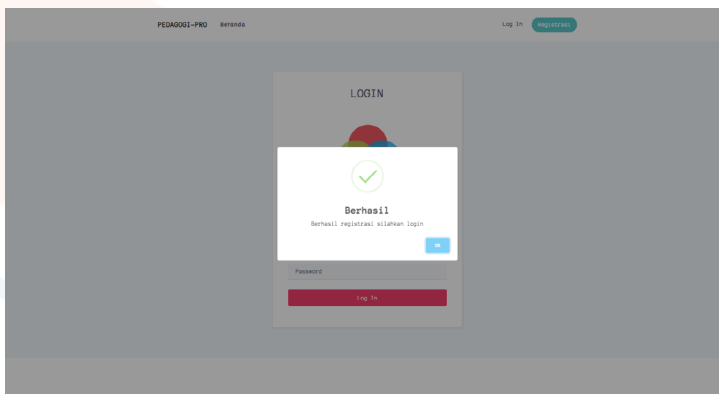 PEDAGOGI-PRO Beranda Log In Registrasi
LOGIN
Berhasil
Berhasil registrasi silahkan login
OK
Password
Log In